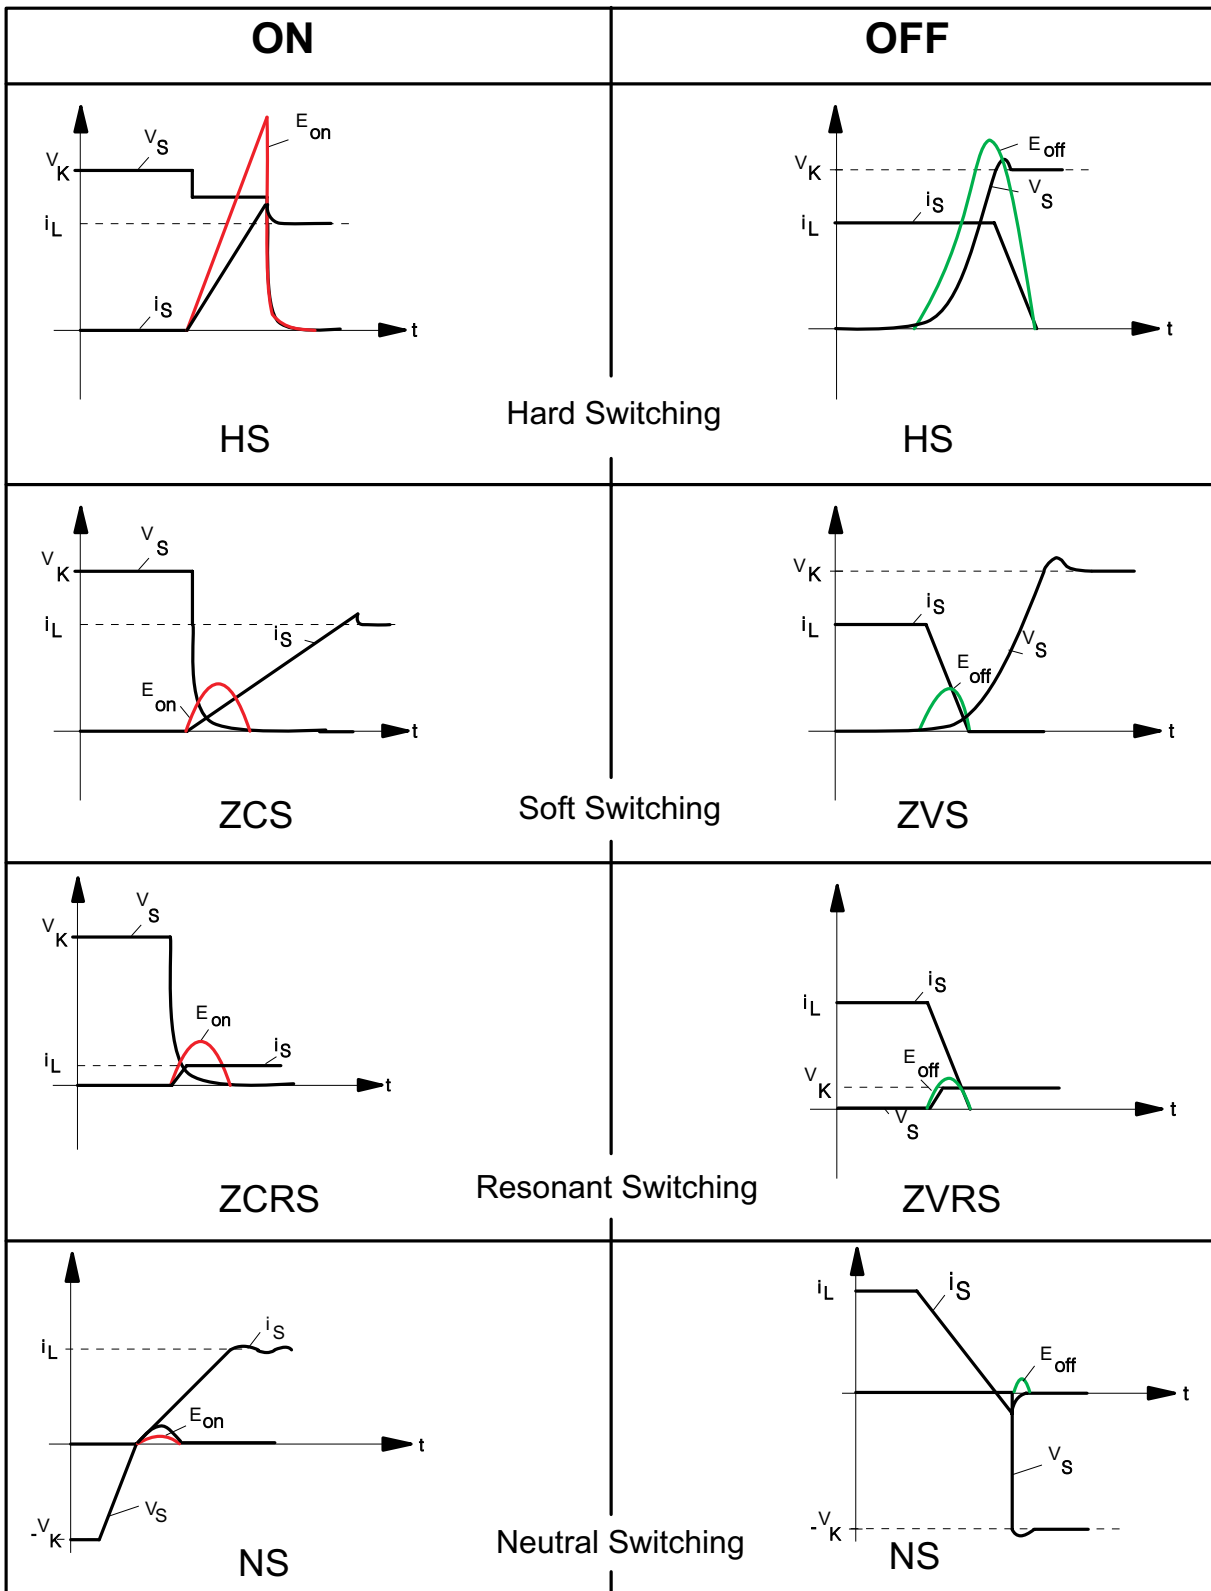 ON
OFF
V_S
E_on
V_K
i_L
i_S
t
HS
E_off
V_K
V_S
i_S
i_L
t
HS
Hard Switching
V_S
V_K
i_L
i_S
E_on
t
ZCS
V_K
i_S
i_L
V_S
E_off
t
ZVS
Soft Switching
V_S
V_K
E_on
i_S
i_L
ZCRS
i_S
i_L
E_off
V_K
V_S
t
ZVRS
Resonant Switching
i_S
i_L
E_on
t
V_S
-V_K
NS
i_L
i_S
E_off
t
V_S
-V_K
NS
Neutral Switching